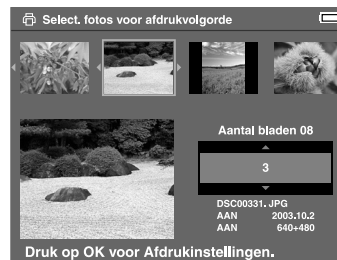 Select. fotos voor afdrukvolgorde
Aantal bladen 08
3
DSC00331. JPG
AAN 2003.10.2
AAN 640+480
Druk op OK voor Afdrukinstellingen.